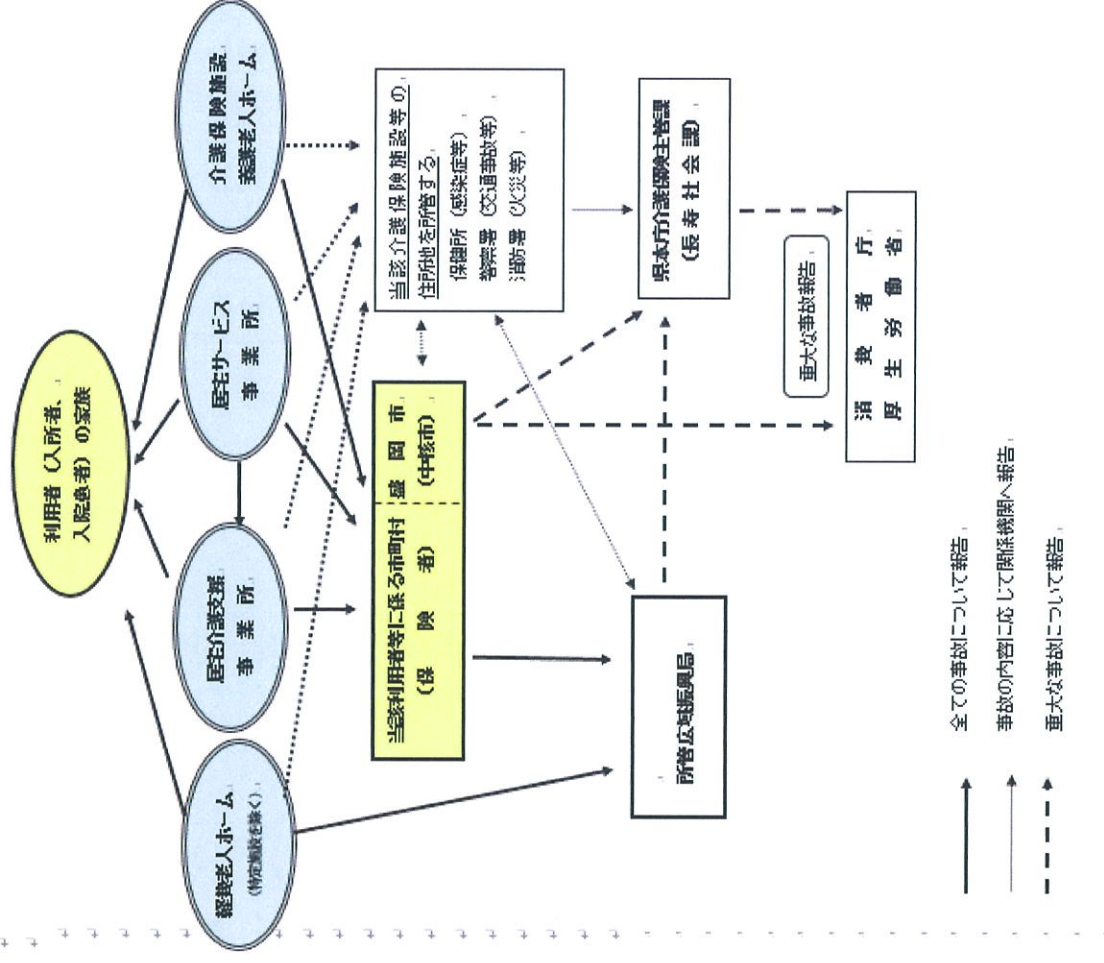 利用者（入所者、
入院患者）の家族
軽費老人ホーム
（特定施設を除く）
居宅介護支援
事業所
居宅サービス
事業所
介護保険施設
養護老人ホーム
当該利用者等に係る市町村
（保険者）
盛岡市
（中核市）
当該介護保険施設等の
住所地を所管する
保健所（感染症等）
警察署（交通事故等）
消防署（火災等）
所管広域振興局
県本庁介護保険主管課
（長寿社会課）
重大な事故報告
消費者庁
厚生労働省
全ての事故について報告
事故の内容に応じて関係機関へ報告
重大な事故について報告